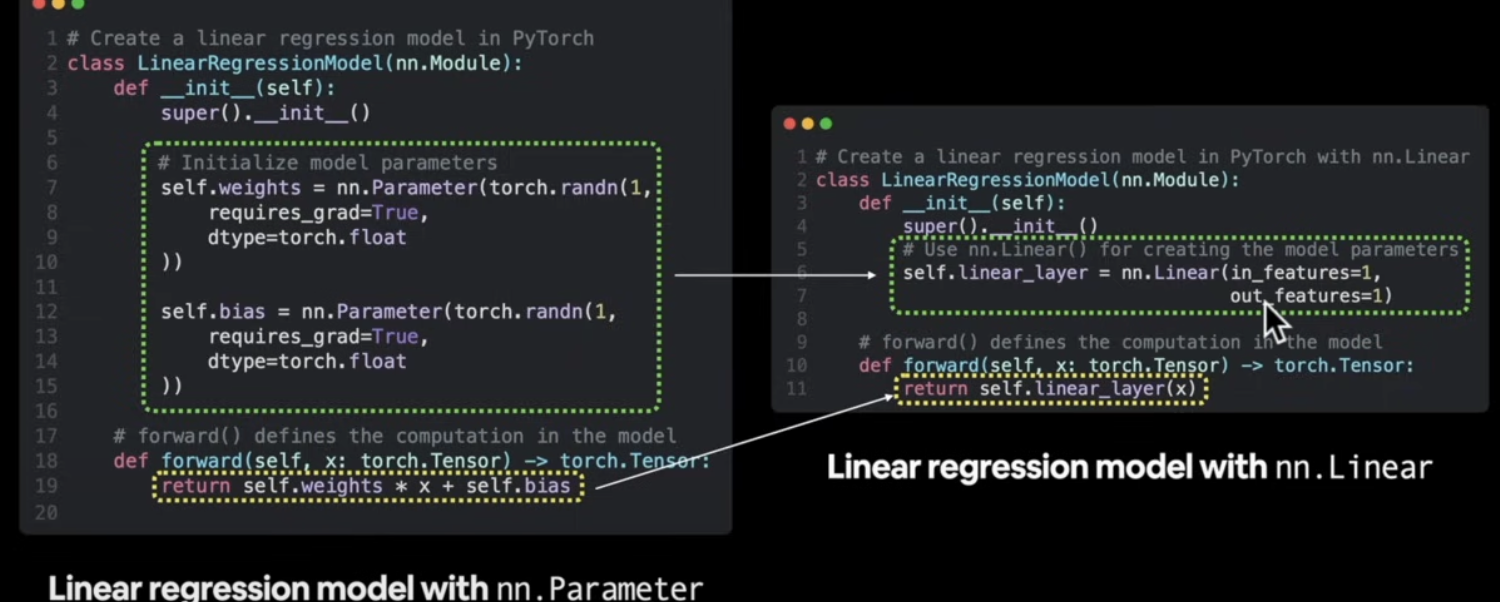 1 # Create a linear regression model in PyTorch
2 class LinearRegressionModel(nn.Module):
3     def __init__(self):
4         super().__init__()
5
6         # Initialize model parameters
7         self.weights = nn.Parameter(torch.randn(1,
8             requires_grad=True,
9             dtype=torch.float
10         ))
11
12         self.bias = nn.Parameter(torch.randn(1,
13             requires_grad=True,
14             dtype=torch.float
15         ))
16
17     # forward() defines the computation in the model
18     def forward(self, x: torch.Tensor) -> torch.Tensor:
19         return self.weights * x + self.bias
20
Linear regression model with nn.Parameter
1 # Create a linear regression model in PyTorch with nn.Linear
2 class LinearRegressionModel(nn.Module):
3     def __init__(self):
4         super().__init__()
5         # Use nn.Linear() for creating the model parameters
6         self.linear_layer = nn.Linear(in_features=1,
7                                       out_features=1)
8
9     # forward() defines the computation in the model
10     def forward(self, x: torch.Tensor) -> torch.Tensor:
11         return self.linear_layer(x)
Linear regression model with nn.Linear